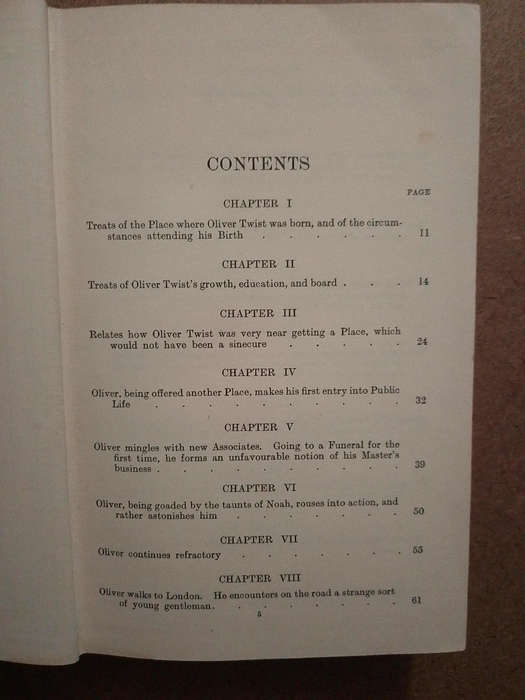 CONTENTS
PAGE
CHAPTER I
Treats of the Place where Oliver Twist was born, and of the circum-
stances attending his Birth . . . . . . 11
CHAPTER II
Treats of Oliver Twist's growth, education, and board . . . 14
CHAPTER III
Relates how Oliver Twist was very near getting a Place, which
would not have been a sinecure . . . . . 24
CHAPTER IV
Oliver, being offered another Place, makes his first entry into Public
Life . . . . . . . . . . 32
CHAPTER V
Oliver mingles with new Associates. Going to a Funeral for the
first time, he forms an unfavourable notion of his Master's
business . . . . . . . . . . 39
CHAPTER VI
Oliver, being goaded by the taunts of Noah, rouses into action, and
rather astonishes him . . . . . . . 50
CHAPTER VII
Oliver continues refractory . . . . . . . 55
CHAPTER VIII
Oliver walks to London. He encounters on the road a strange sort
of young gentleman . . . . . . . . 61
5